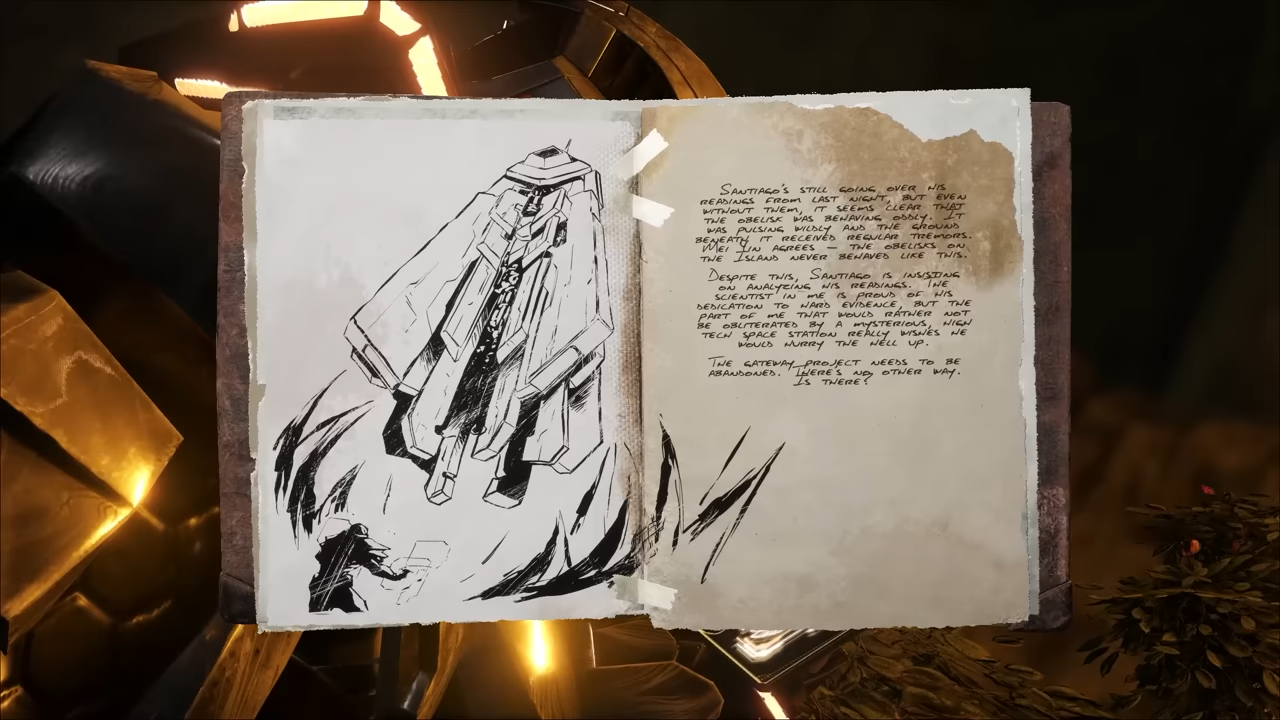 SANTIAGO'S STILL GOING OVER HIS
READINGS FROM LAST NIGHT, BUT EVEN
WITHOUT THEM, IT SEEMS CLEAR THAT
THE OBELISK WAS BEHAVING ODDLY. IT
WAS PULSING WILDLY AND THE GROUND
BENEATH IT RECEIVED REGULAR TREMORS.
MEI YIN AGREES – THE OBELISKS ON
THE ISLAND NEVER BEHAVED LIKE THIS.
DESPITE THIS, SANTIAGO IS INSISTING
ON ANALYZING HIS READINGS. THE
SCIENTIST IN ME IS PROUD OF HIS
DEDICATION TO HARD EVIDENCE, BUT THE
PART OF ME THAT WOULD RATHER NOT
BE OBLITERATED BY A MYSTERIOUS, HIGH
TECH SPACE STATION REALLY WISHES HE
WOULD HURRY THE HELL UP.
THE GATEWAY PROJECT NEEDS TO BE
ABANDONED. THERE'S NO OTHER WAY.
IS THERE?